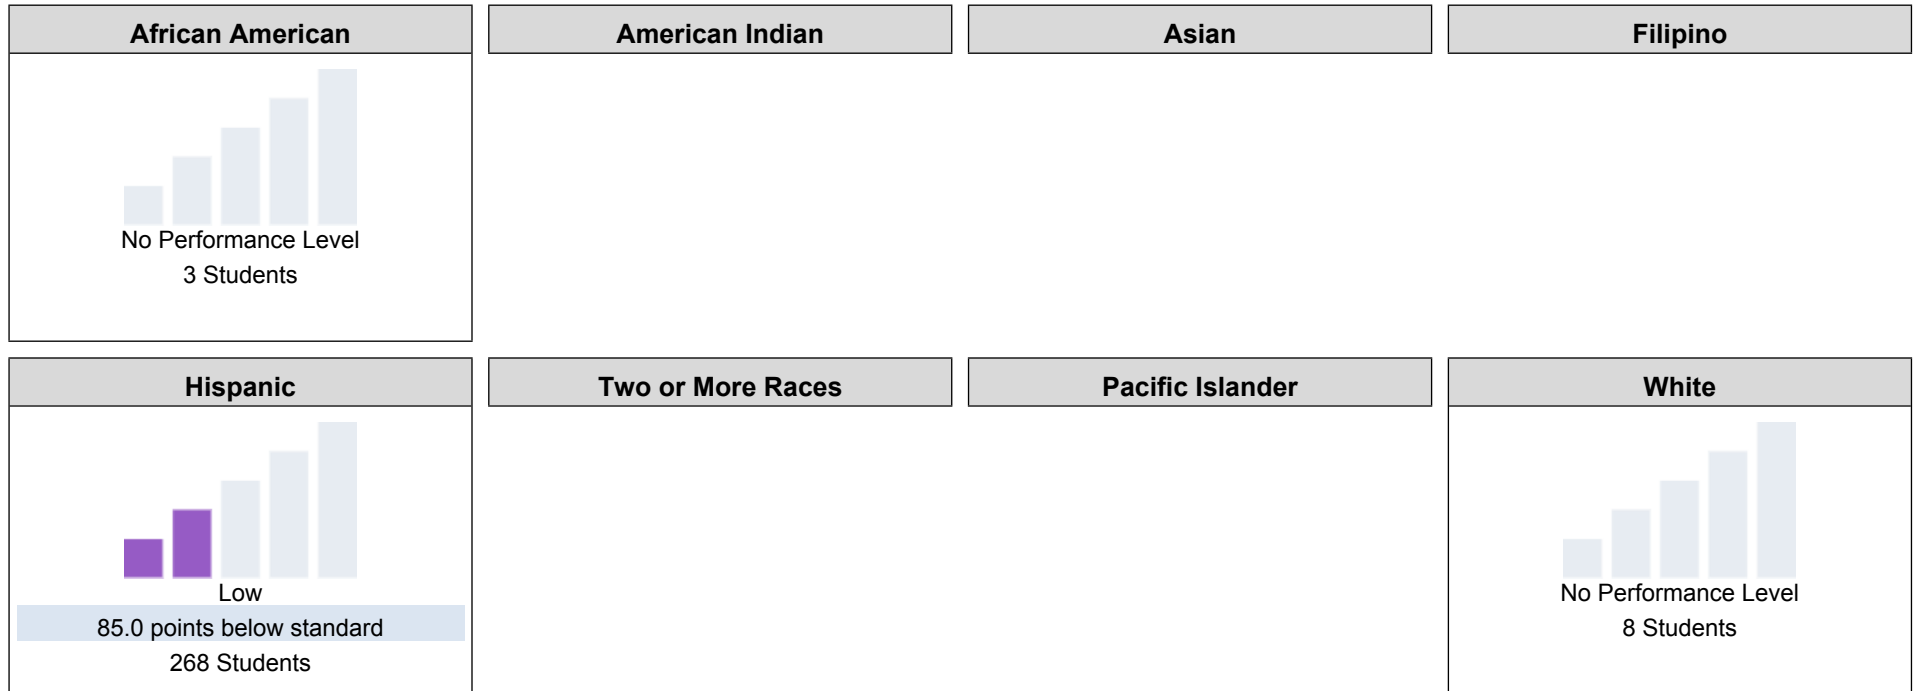 African American
American Indian
Asian
Filipino
No Performance Level
3 Students
Hispanic
Two or More Races
Pacific Islander
White
Low
85.0 points below standard
268 Students
No Performance Level
8 Students